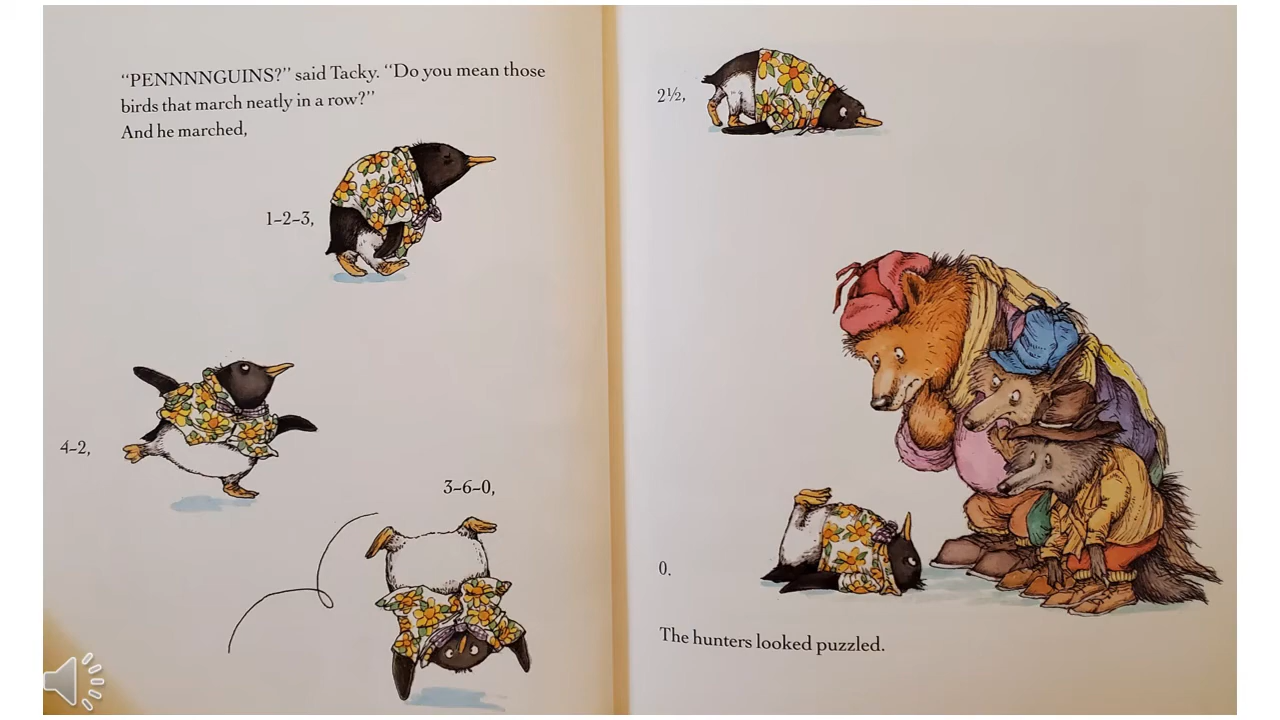 “PENNNNGUINS?” said Tacky. “Do you mean those
birds that march neatly in a row?”
And he marched,
1–2–3,
4–2,
3–6–0,
2½,
0.
The hunters looked puzzled.